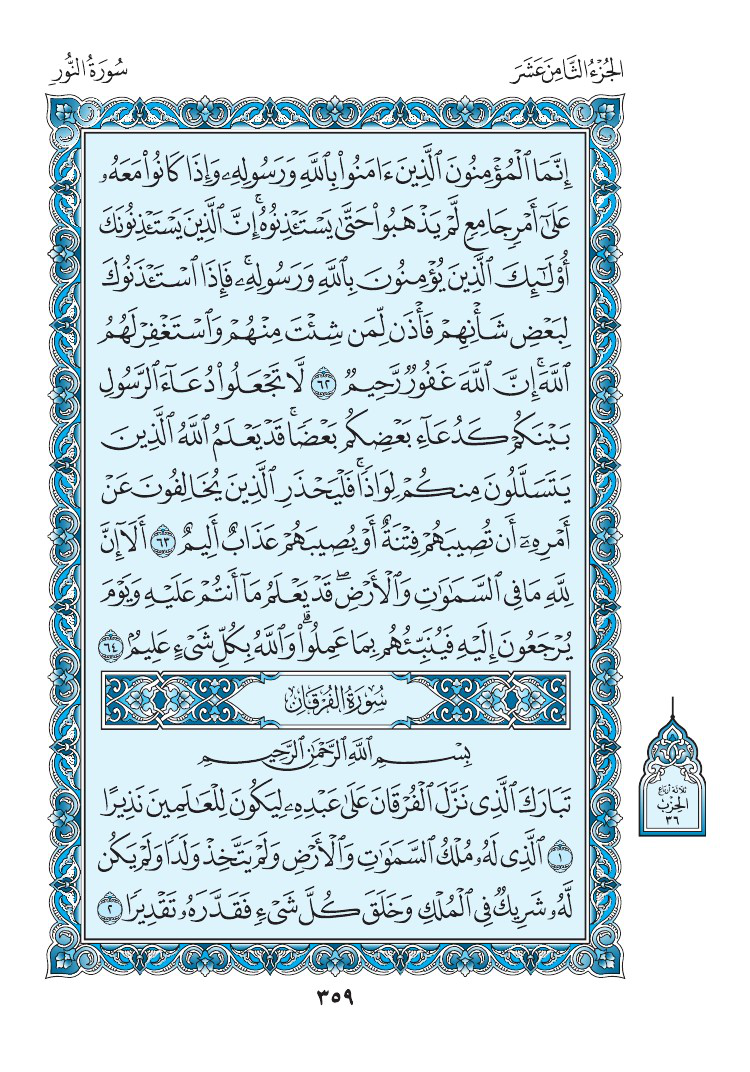 الجُزْءُ الثَّامِنَ عَشَرَ
سُورَةُ النُّورِ
إِنَّمَا ٱلْمُؤْمِنُونَ ٱلَّذِينَ ءَامَنُوا۟ بِٱللَّهِ وَرَسُولِهِۦ وَإِذَا كَانُوا۟ مَعَهُۥ
عَلَىٰٓ أَمْرٍ جَامِعٍ لَّمْ يَذْهَبُوا۟ حَتَّىٰ يَسْتَـْٔذِنُوهُ ۚ إِنَّ ٱلَّذِينَ يَسْتَـْٔذِنُونَكَ
أُو۟لَـٰٓئِكَ ٱلَّذِينَ يُؤْمِنُونَ بِٱللَّهِ وَرَسُولِهِۦ ۚ فَإِذَا ٱسْتَـْٔذَنُوكَ
لِبَعْضِ شَأْنِهِمْ فَأْذَن لِّمَن شِئْتَ مِنْهُمْ وَٱسْتَغْفِرْ لَهُمُ
ٱللَّهَ ۚ إِنَّ ٱللَّهَ غَفُورٌ رَّحِيمٌ ٦٢ لَّا تَجْعَلُوا۟ دُعَآءَ ٱلرَّسُولِ
بَيْنَكُمْ كَدُعَآءِ بَعْضِكُم بَعْضًا ۚ قَدْ يَعْلَمُ ٱللَّهُ ٱلَّذِينَ
يَتَسَلَّلُونَ مِنكُمْ لِوَاذًا ۚ فَلْيَحْذَرِ ٱلَّذِينَ يُخَالِفُونَ عَنْ
أَمْرِهِۦٓ أَن تُصِيبَهُمْ فِتْنَةٌ أَوْ يُصِيبَهُمْ عَذَابٌ أَلِيمٌ ٦٣ أَلَآ إِنَّ
لِلَّهِ مَا فِى ٱلسَّمَـٰوَٰتِ وَٱلْأَرْضِ ۖ قَدْ يَعْلَمُ مَآ أَنتُمْ عَلَيْهِ وَيَوْمَ
يُرْجَعُونَ إِلَيْهِ فَيُنَبِّئُهُم بِمَا عَمِلُوا۟ ۗ وَٱللَّهُ بِكُلِّ شَىْءٍ عَلِيمٌ ٦٤
سُورَةُ الفُرْقَانِ
بِسْمِ ٱللَّهِ ٱلرَّحْمَـٰنِ ٱلرَّحِيمِ
تَبَارَكَ ٱلَّذِى نَزَّلَ ٱلْفُرْقَانَ عَلَىٰ عَبْدِهِۦ لِيَكُونَ لِلْعَـٰلَمِينَ نَذِيرًا
١ ٱلَّذِى لَهُۥ مُلْكُ ٱلسَّمَـٰوَٰتِ وَٱلْأَرْضِ وَلَمْ يَتَّخِذْ وَلَدًا وَلَمْ يَكُن
لَّهُۥ شَرِيكٌ فِى ٱلْمُلْكِ وَخَلَقَ كُلَّ شَىْءٍ فَقَدَّرَهُۥ تَقْدِيرًا ٢
ثلاثة أرباع
الحِزْب
٣٦
٣٥٩